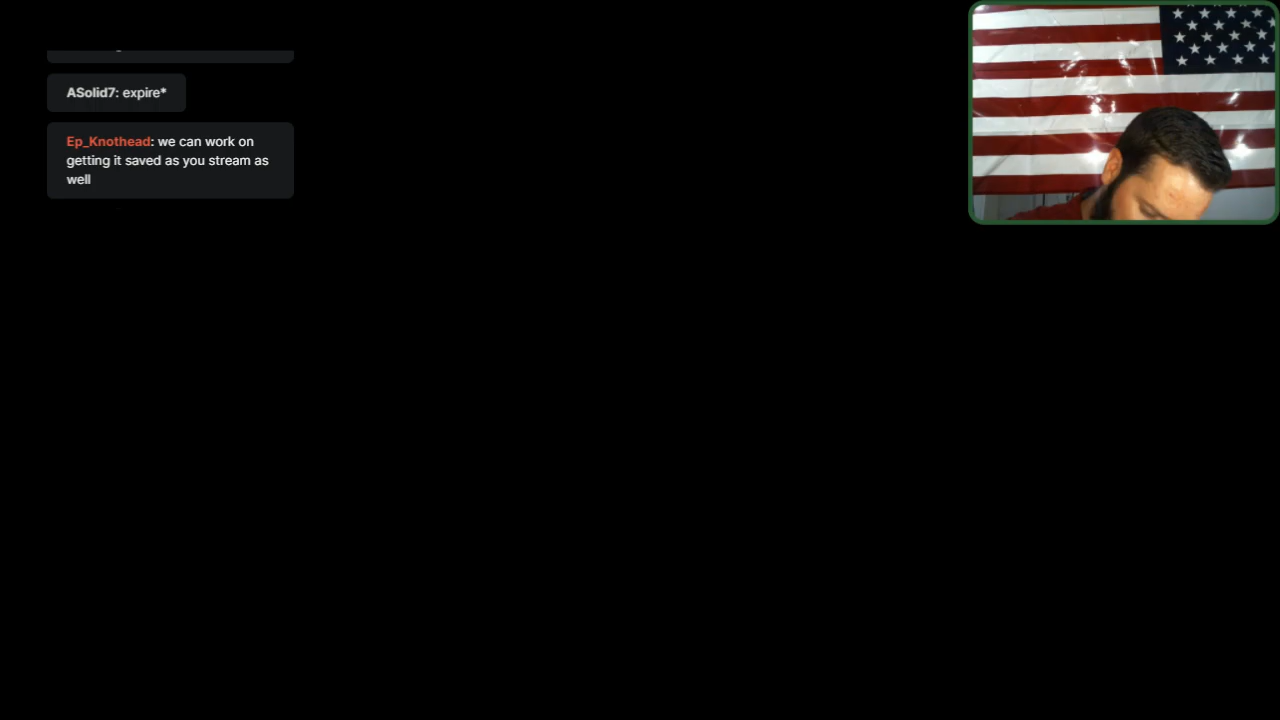 ASolid7: expire*
Ep_Knothead: we can work on
getting it saved as you stream as
well